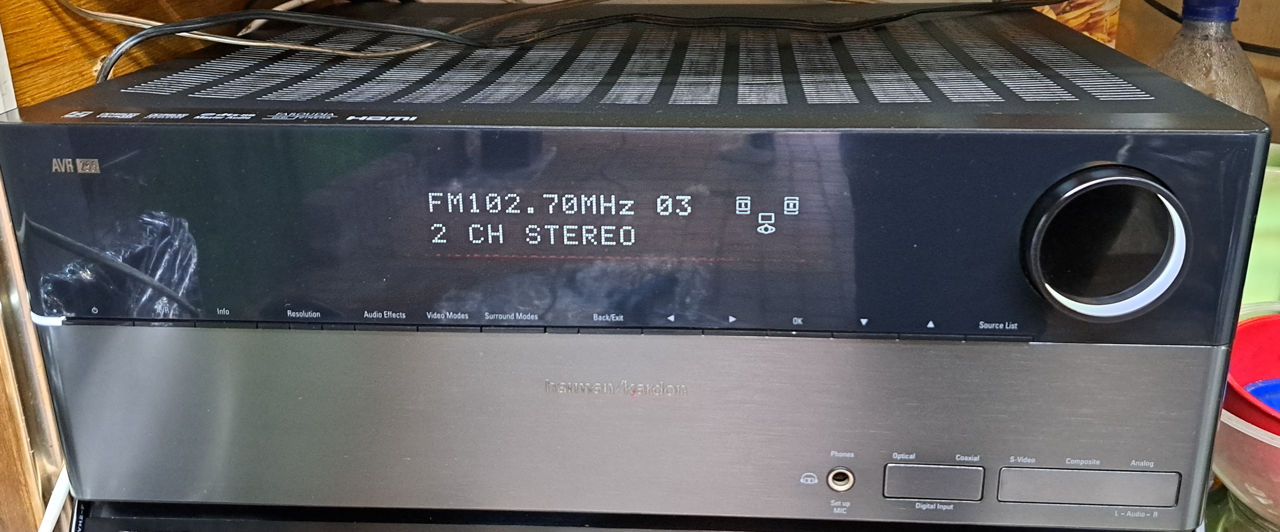 HDMI
AVR
FM102.70MHz 03
2 CH STEREO
Info
Resolution
Audio Effects
Video Modes
Surround Modes
Back/Exit
OK
Source List
harman/kardon
Phones
Optical
Coaxial
S-Video
Composite
Analog
Set up
MIC
Digital Input
L – Audio – R